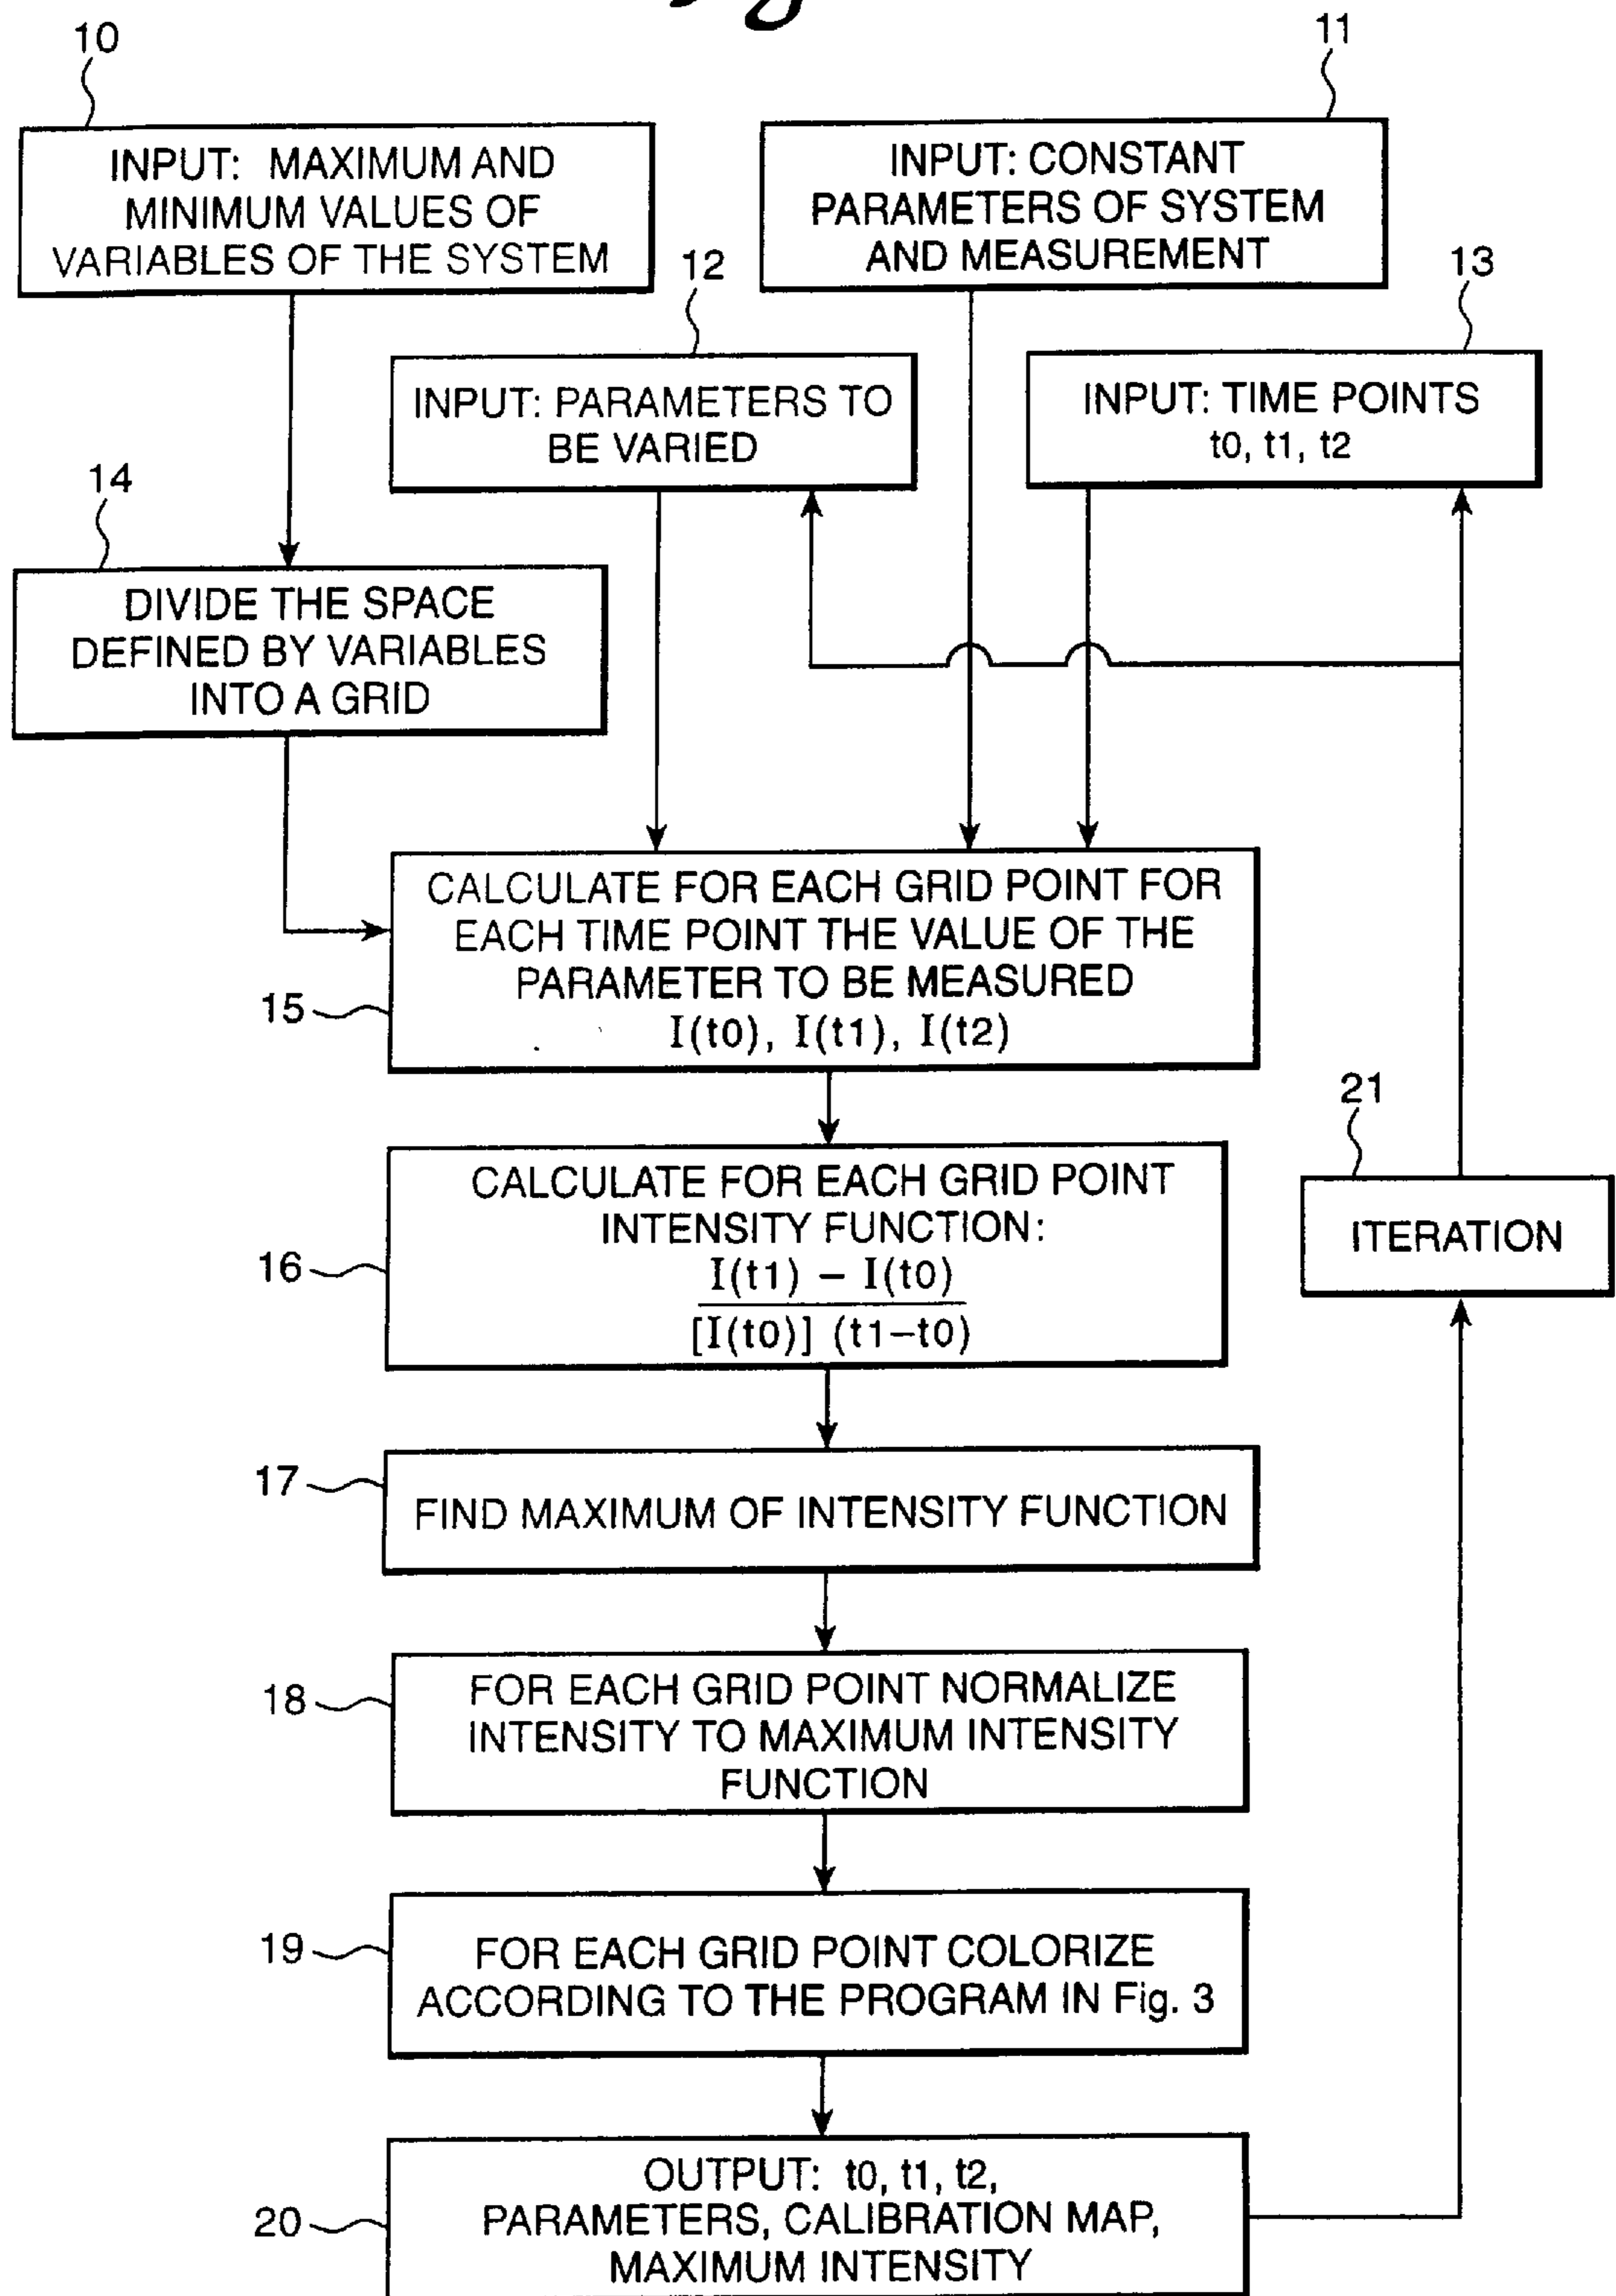 10
11
INPUT: MAXIMUM AND
MINIMUM VALUES OF
VARIABLES OF THE SYSTEM
INPUT: CONSTANT
PARAMETERS OF SYSTEM
AND MEASUREMENT
12
13
INPUT: PARAMETERS TO
BE VARIED
INPUT: TIME POINTS
t0, t1, t2
14
DIVIDE THE SPACE
DEFINED BY VARIABLES
INTO A GRID
CALCULATE FOR EACH GRID POINT FOR
EACH TIME POINT THE VALUE OF THE
PARAMETER TO BE MEASURED
I(t0), I(t1), I(t2)
15
21
ITERATION
CALCULATE FOR EACH GRID POINT
INTENSITY FUNCTION:
I(t1) – I(t0)
[I(t0)] (t1–t0)
16
17
FIND MAXIMUM OF INTENSITY FUNCTION
18
FOR EACH GRID POINT NORMALIZE
INTENSITY TO MAXIMUM INTENSITY
FUNCTION
19
FOR EACH GRID POINT COLORIZE
ACCORDING TO THE PROGRAM IN Fig. 3
20
OUTPUT: t0, t1, t2,
PARAMETERS, CALIBRATION MAP,
MAXIMUM INTENSITY